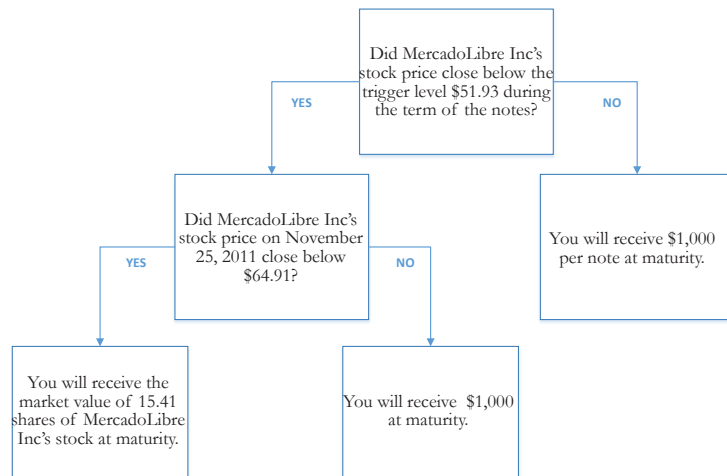 Did MercadoLibre Inc's
stock price close below the
trigger level $51.93 during
the term of the notes?
YES
NO
Did MercadoLibre Inc's
stock price on November
25, 2011 close below
$64.91?
You will receive $1,000
per note at maturity.
YES
NO
You will receive the
market value of 15.41
shares of MercadoLibre
Inc's stock at maturity.
You will receive $1,000
at maturity.